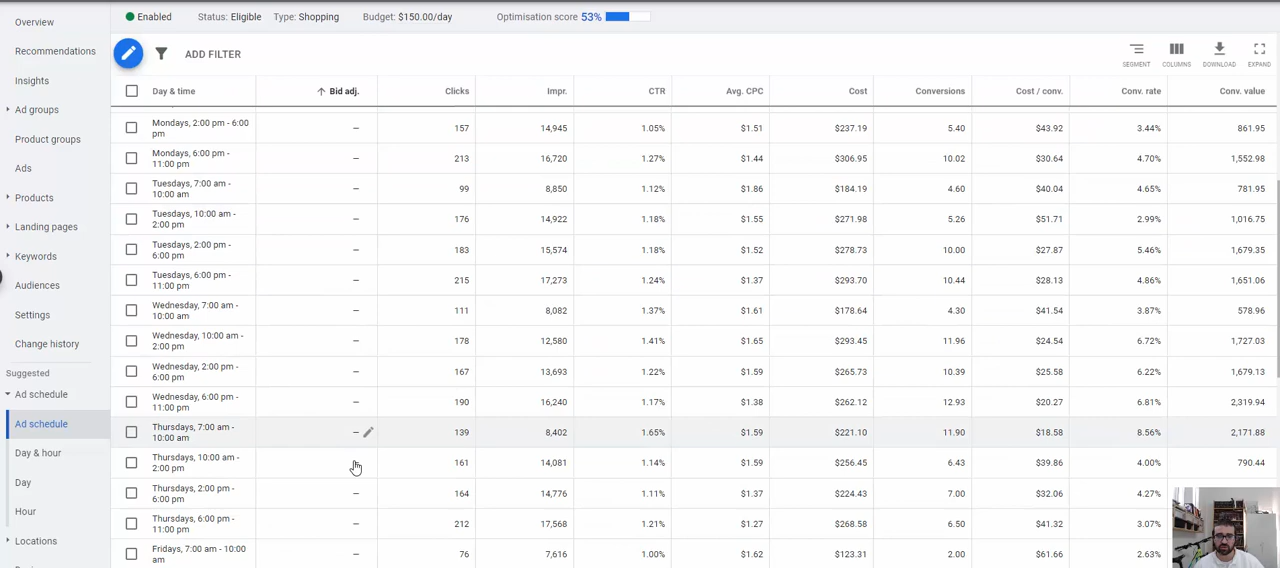 Overview
Recommendations
Insights
Ad groups
Product groups
Ads
Products
Landing pages
Keywords
Audiences
Settings
Change history
Suggested
Ad schedule
Ad schedule
Day & hour
Day
Hour
Locations
Enabled Status: Eligible Type: Shopping Budget: $150.00/day Optimisation score 53%
ADD FILTER
SEGMENT COLUMNS DOWNLOAD EXPAND
Day & time Bid adj. Clicks Impr. CTR Avg. CPC Cost Conversions Cost / conv. Conv. rate Conv. value
Mondays, 2:00 pm - 6:00
pm – 157 14,945 1.05% $1.51 $237.19 5.40 $43.92 3.44% 861.95
Mondays, 6:00 pm -
11:00 pm – 213 16,720 1.27% $1.44 $306.95 10.02 $30.64 4.70% 1,552.98
Tuesdays, 7:00 am -
10:00 am – 99 8,850 1.12% $1.86 $184.19 4.60 $40.04 4.65% 781.95
Tuesdays, 10:00 am -
2:00 pm – 176 14,922 1.18% $1.55 $271.98 5.26 $51.71 2.99% 1,016.75
Tuesdays, 2:00 pm -
6:00 pm – 183 15,574 1.18% $1.52 $278.73 10.00 $27.87 5.46% 1,679.35
Tuesdays, 6:00 pm -
11:00 pm – 215 17,273 1.24% $1.37 $293.70 10.44 $28.13 4.86% 1,651.06
Wednesday, 7:00 am -
10:00 am – 111 8,082 1.37% $1.61 $178.64 4.30 $41.54 3.87% 578.96
Wednesday, 10:00 am -
2:00 pm – 178 12,580 1.41% $1.65 $293.45 11.96 $24.54 6.72% 1,727.03
Wednesday, 2:00 pm -
6:00 pm – 167 13,693 1.22% $1.59 $265.73 10.39 $25.58 6.22% 1,679.13
Wednesday, 6:00 pm -
11:00 pm – 190 16,240 1.17% $1.38 $262.12 12.93 $20.27 6.81% 2,319.94
Thursdays, 7:00 am -
10:00 am – 139 8,402 1.65% $1.59 $221.10 11.90 $18.58 8.56% 2,171.88
Thursdays, 10:00 am -
2:00 pm 161 14,081 1.14% $1.59 $256.45 6.43 $39.86 4.00% 790.44
Thursdays, 2:00 pm -
6:00 pm – 164 14,776 1.11% $1.37 $224.43 7.00 $32.06 4.27%
Thursdays, 6:00 pm -
11:00 pm – 212 17,568 1.21% $1.27 $268.58 6.50 $41.32 3.07%
Fridays, 7:00 am - 10:00
am – 76 7,616 1.00% $1.62 $123.31 2.00 $61.66 2.63%